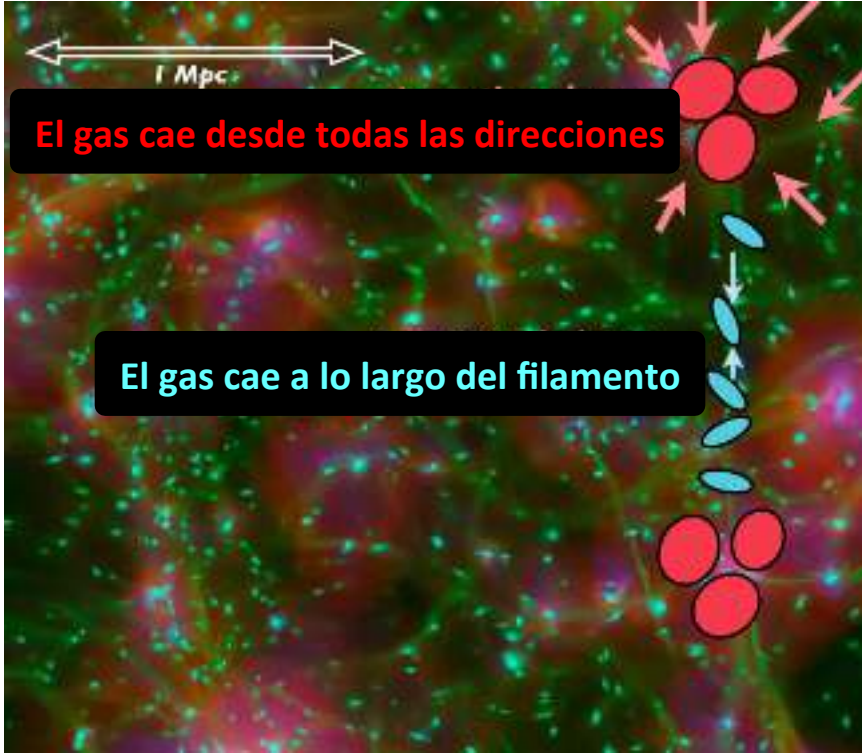 1 Mpc
El gas cae desde todas las direcciones
El gas cae a lo largo del filamento